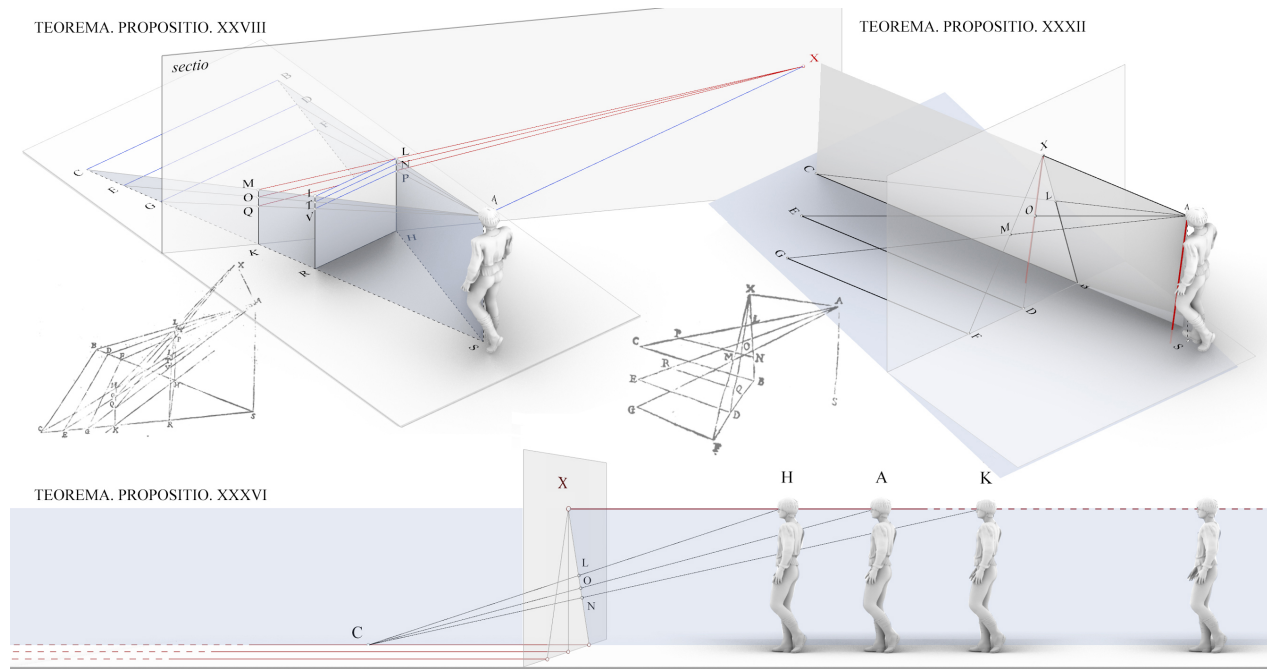 TEOREMA. PROPOSITIO. XXVIII
TEOREMA. PROPOSITIO. XXXII
sectio
X
B
D
F
C
E
G
L
N
P
M
O
Q
I
T
V
A
H
K
R
S
X
C
L
E
O
M
G
A
B
D
F
S
X
A
L
P
B
D
F
H
M
O
Q
C
E
G
M
R
S
X
A
L
P
C
O
M
N
R
E
B
Q
G
D
S
F
TEOREMA. PROPOSITIO. XXXVI
X
H
A
K
L
O
N
C